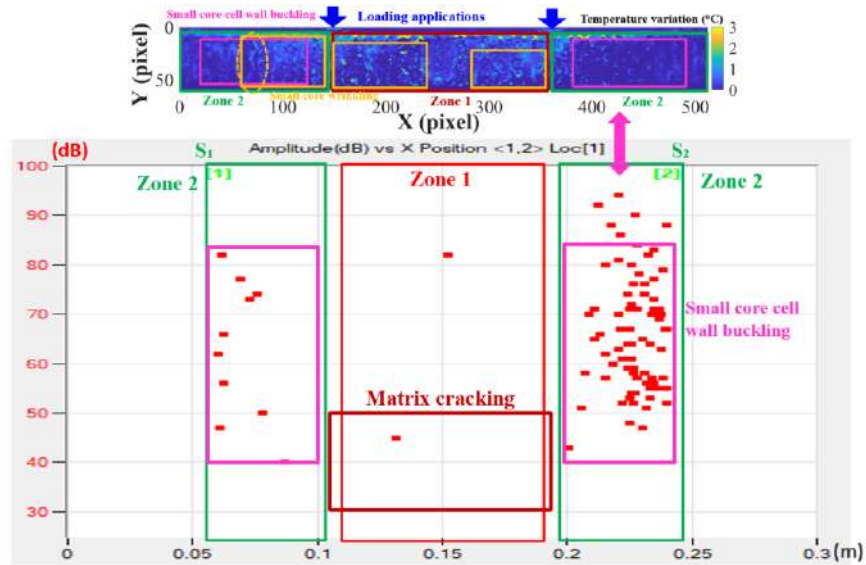 Small core cell wall buckling
Loading applications
Temperature variation (°C)
Y (pixel)
0
50
3
2
1
0
Small core wrinkling
Zone 2
Zone 1
Zone 2
0
100
200
300
400
500
X (pixel)
(dB)
S1
Amplitude(dB) vs X Position <1,2> Loc[1]
S2
Zone 2
[1]
Zone 1
[2]
Zone 2
100
90
80
70
60
50
40
30
Small core cell
wall buckling
Matrix cracking
0
0.05
0.1
0.15
0.2
0.25
0.3
(m)